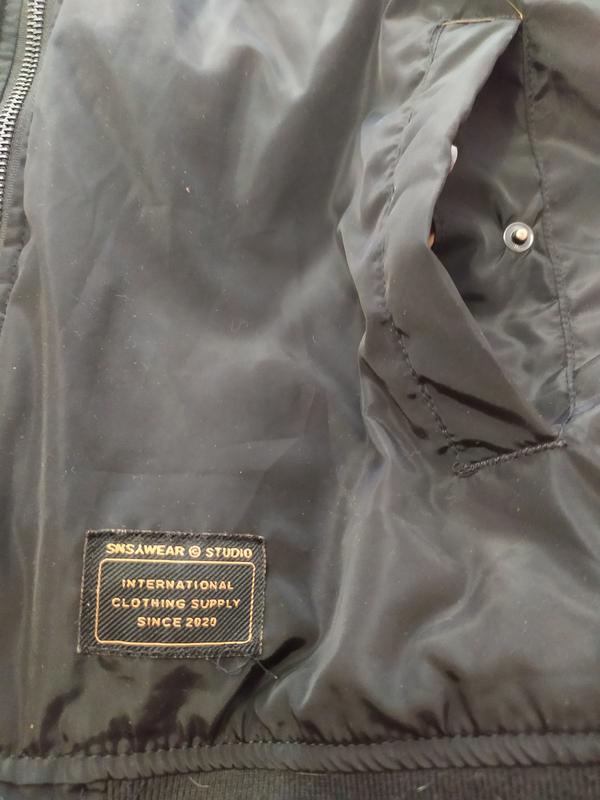 SNSAWEAR © STUDIO
INTERNATIONAL
CLOTHING SUPPLY
SINCE 2020